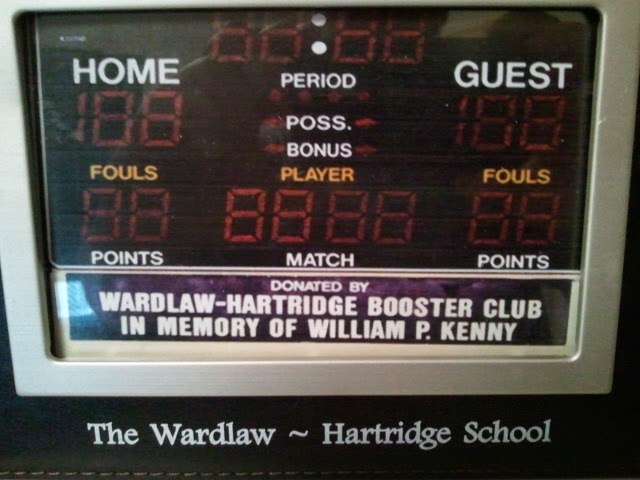 HOME
PERIOD
GUEST
POSS.
BONUS
FOULS
PLAYER
FOULS
POINTS
MATCH
POINTS
DONATED BY
WARDLAW-HARTRIDGE BOOSTER CLUB
IN MEMORY OF WILLIAM P. KENNY
The Wardlaw ~ Hartridge School